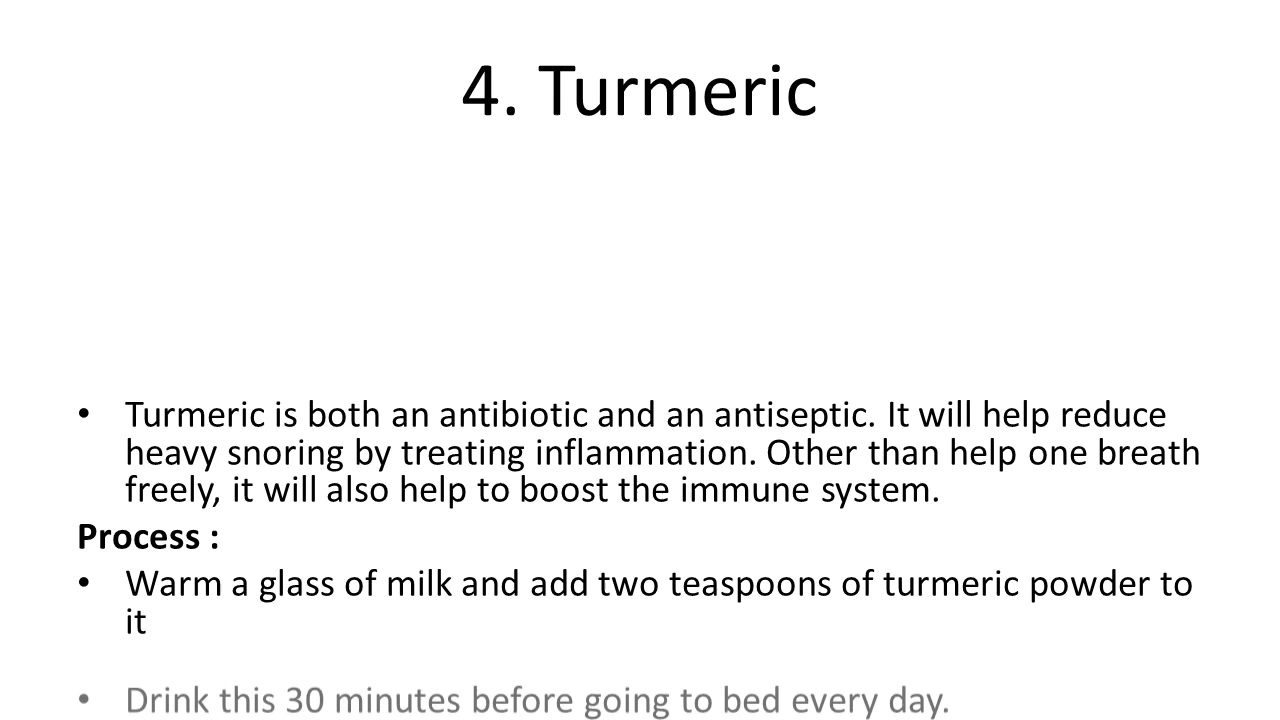 4. Turmeric
• Turmeric is both an antibiotic and an antiseptic. It will help reduce
heavy snoring by treating inflammation. Other than help one breath
freely, it will also help to boost the immune system.
Process :
• Warm a glass of milk and add two teaspoons of turmeric powder to
it
• Drink this 30 minutes before going to bed every day.